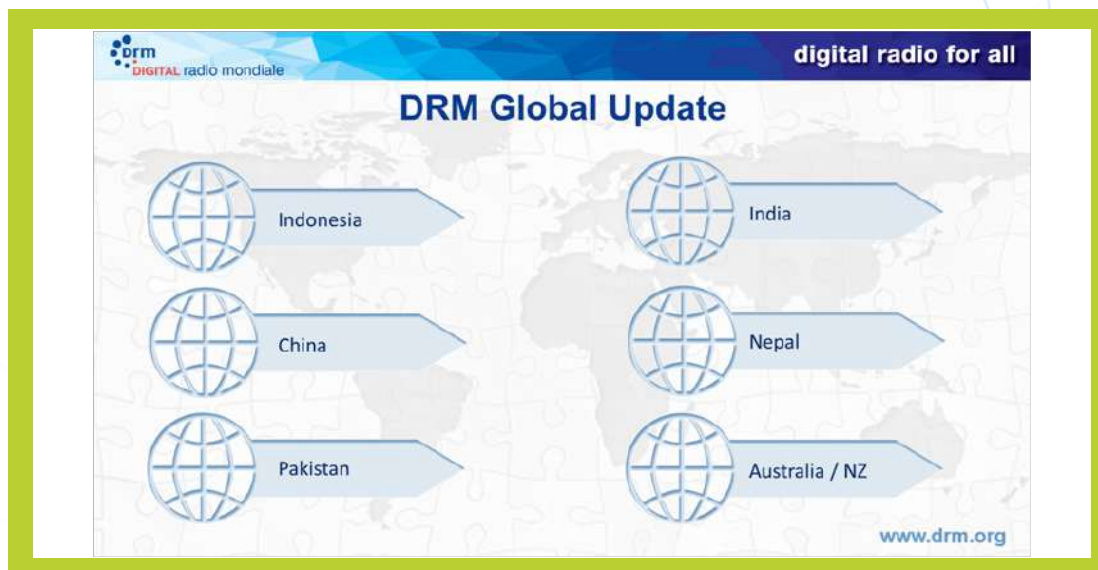 drm
DIGITAL radio mondiale
digital radio for all
DRM Global Update
Indonesia
India
China
Nepal
Pakistan
Australia / NZ
www.drm.org